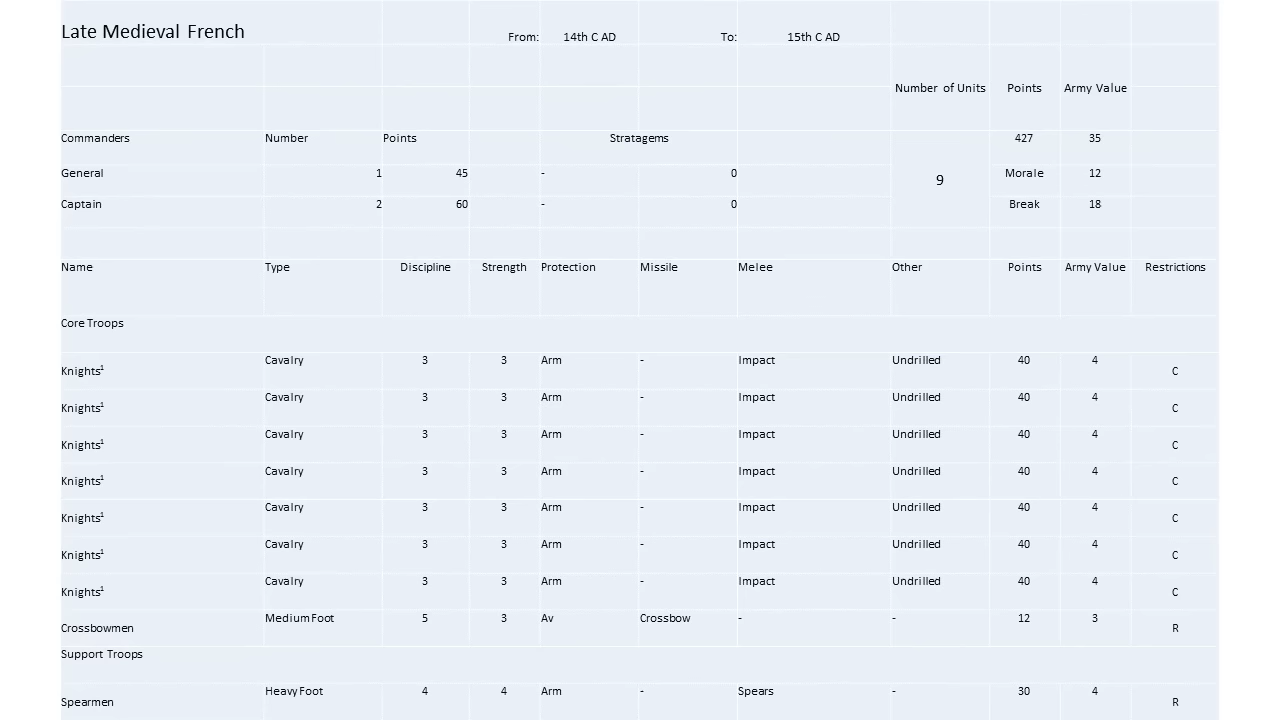 Late Medieval French From: 14th C AD To: 15th C AD
Number of Units Points Army Value
Commanders Number Points Stratagems 427 35
General 1 45 - 0 9 Morale 12
Captain 2 60 - 0 Break 18
Name Type Discipline Strength Protection Missile Melee Other Points Army Value Restrictions
Core Troops
Knights¹ Cavalry 3 3 Arm - Impact Undrilled 40 4 C
Knights¹ Cavalry 3 3 Arm - Impact Undrilled 40 4 C
Knights¹ Cavalry 3 3 Arm - Impact Undrilled 40 4 C
Knights¹ Cavalry 3 3 Arm - Impact Undrilled 40 4 C
Knights¹ Cavalry 3 3 Arm - Impact Undrilled 40 4 C
Knights¹ Cavalry 3 3 Arm - Impact Undrilled 40 4 C
Knights¹ Cavalry 3 3 Arm - Impact Undrilled 40 4 C
Crossbowmen Medium Foot 5 3 Av Crossbow - - 12 3 R
Support Troops
Spearmen Heavy Foot 4 4 Arm - Spears - 30 4 R